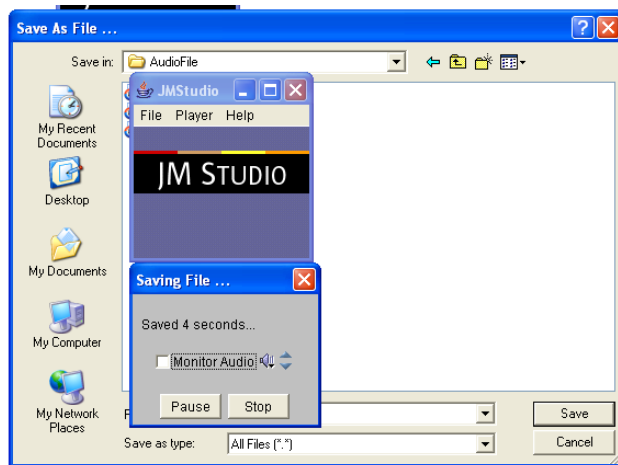 Save As File ...
Save in:
AudioFile
My Recent
Documents
Desktop
My Documents
My Computer
My Network
Places
JMStudio
File Player Help
JM STUDIO
Saving File ...
Saved 4 seconds...
Monitor Audio
Pause Stop
F
Save
Save as type:
All Files (*.*)
Cancel